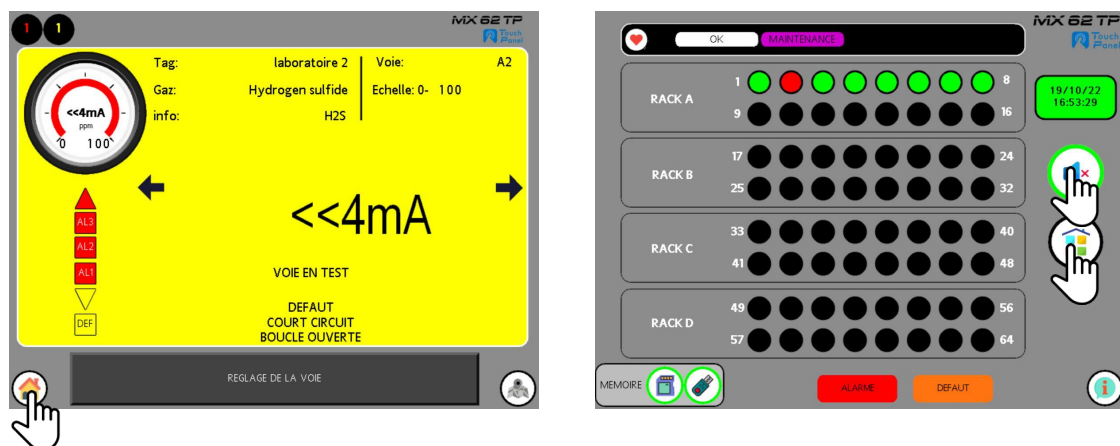 1 1
MX 62 TP
Touch Panel
Tag: laboratoire 2 Voie: A2
Gaz: Hydrogen sulfide Echelle: 0- 100
info: H2S
<<4mA
ppm
0 100
<<4mA
AL3
AL2
AL1
DEF
VOIE EN TEST
DEFAUT
COURT CIRCUIT
BOUCLE OUVERTE
REGLAGE DE LA VOIE
MX 62 TP
Touch Panel
OK MAINTENANCE
19/10/22
16:53:29
RACK A
1 8
9 16
RACK B
17 24
25 32
RACK C
33 40
41 48
RACK D
49 56
57 64
MEMOIRE
ALARME DEFAUT
i